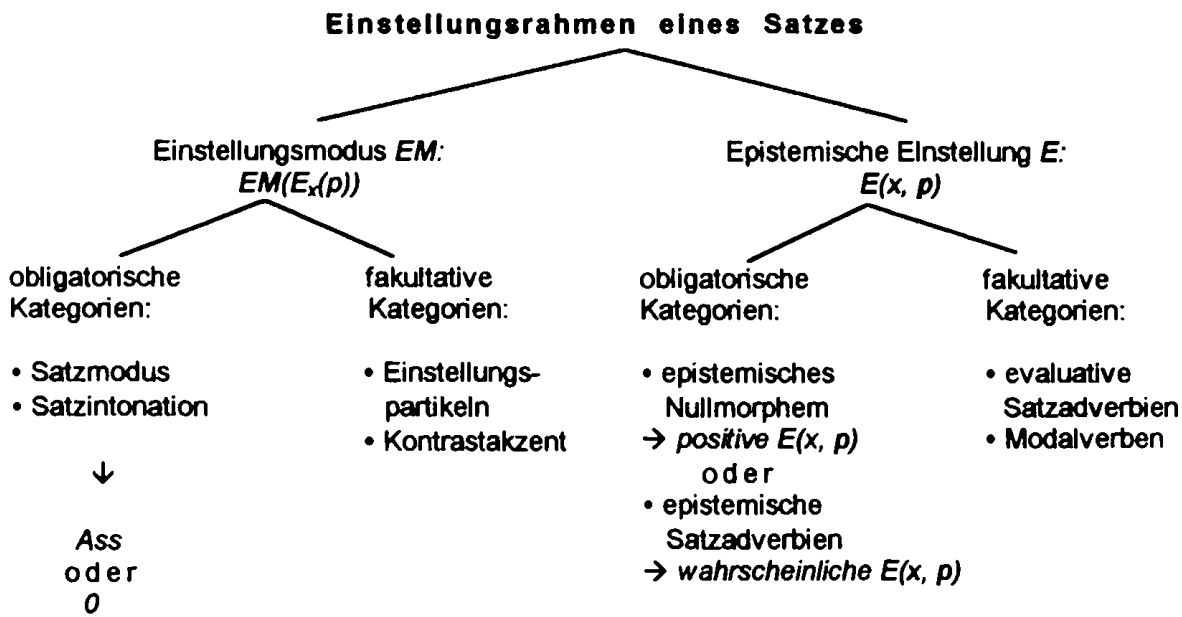 Einstellungsrahmen eines Satzes
Einstellungsmodus EM:
EM(Ex(p))
Epistemische EInstellung E:
E(x, p)
obligatorische
Kategorien:
• Satzmodus
• Satzintonation
↓
Ass
oder
0
fakultative
Kategorien:
• Einstellungs-
partikeln
• Kontrastakzent
obligatorische
Kategorien:
• epistemisches
Nullmorphem
→ positive E(x, p)
oder
• epistemische
Satzadverbien
→ wahrscheinliche E(x, p)
fakultative
Kategorien:
• evaluative
Satzadverbien
• Modalverben